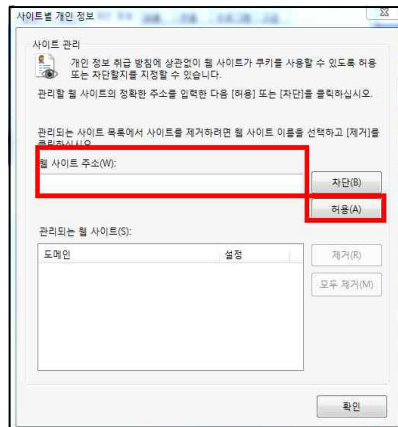 사이트별 개인 정보
사이트 관리
개인 정보 취급 방침에 상관없이 웹 사이트가 쿠키를 사용할 수 있도록 허용
또는 차단할지를 지정할 수 있습니다.
관리할 웹 사이트의 정확한 주소를 입력한 다음 [허용] 또는 [차단]을 클릭하십시오.
관리되는 사이트 목록에서 사이트를 제거하려면 웹 사이트 이름을 선택하고 [제거]를
클릭하십시오.
웹 사이트 주소(W):
차단(B)
허용(A)
관리되는 웹 사이트(S):
도메인 설정
제거(R)
모두 제거(M)
확인